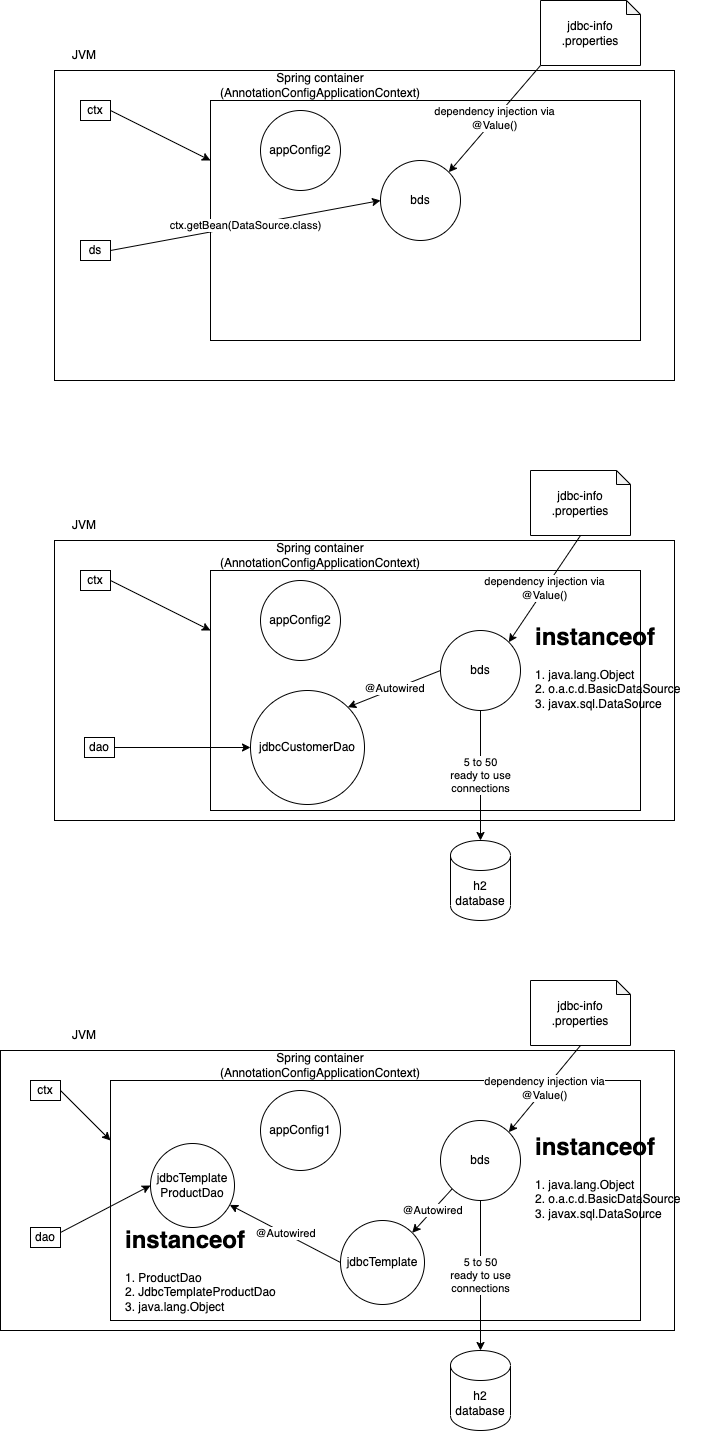 jdbc-info
.properties
JVM
Spring container
(AnnotationConfigApplicationContext)
ctx
dependency injection via
@Value()
appConfig2
bds
ctx.getBean(DataSource.class)
ds
jdbc-info
.properties
JVM
Spring container
(AnnotationConfigApplicationContext)
ctx
dependency injection via
@Value()
appConfig2
instanceof
bds
1. java.lang.Object
2. o.a.c.d.BasicDataSource
3. javax.sql.DataSource
@Autowired
dao
jdbcCustomerDao
5 to 50
ready to use
connections
h2
database
jdbc-info
.properties
JVM
Spring container
(AnnotationConfigApplicationContext)
ctx
dependency injection via
@Value()
appConfig1
instanceof
bds
jdbcTemplate
ProductDao
1. java.lang.Object
2. o.a.c.d.BasicDataSource
3. javax.sql.DataSource
@Autowired
dao
@Autowired
instanceof
jdbcTemplate
5 to 50
ready to use
connections
1. ProductDao
2. JdbcTemplateProductDao
3. java.lang.Object
h2
database